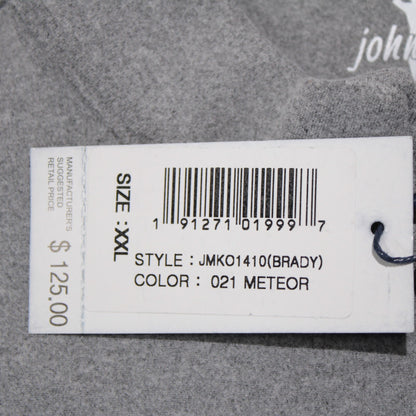 john
MANUFACTURER'S
SUGGESTED
RETAIL PRICE
$ 125.00
SIZE : XXL
1 91271 01999 7
STYLE : JMKO1410(BRADY)
COLOR : 021 METEOR